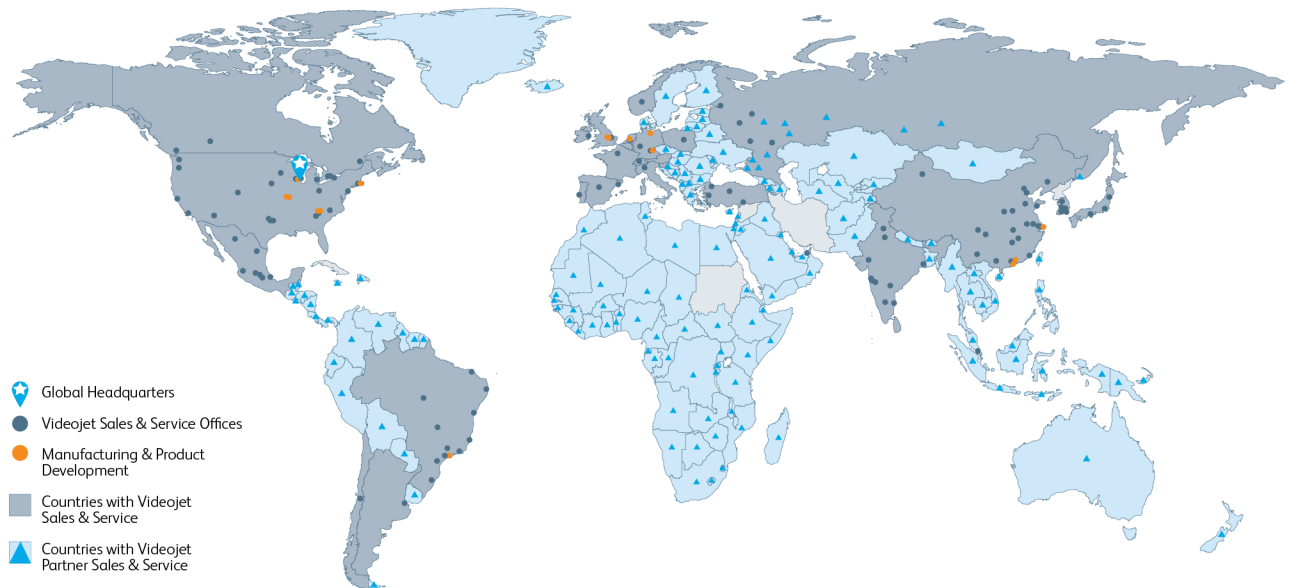 Global Headquarters
Videojet Sales & Service Offices
Manufacturing & Product
Development
Countries with Videojet
Sales & Service
Countries with Videojet
Partner Sales & Service